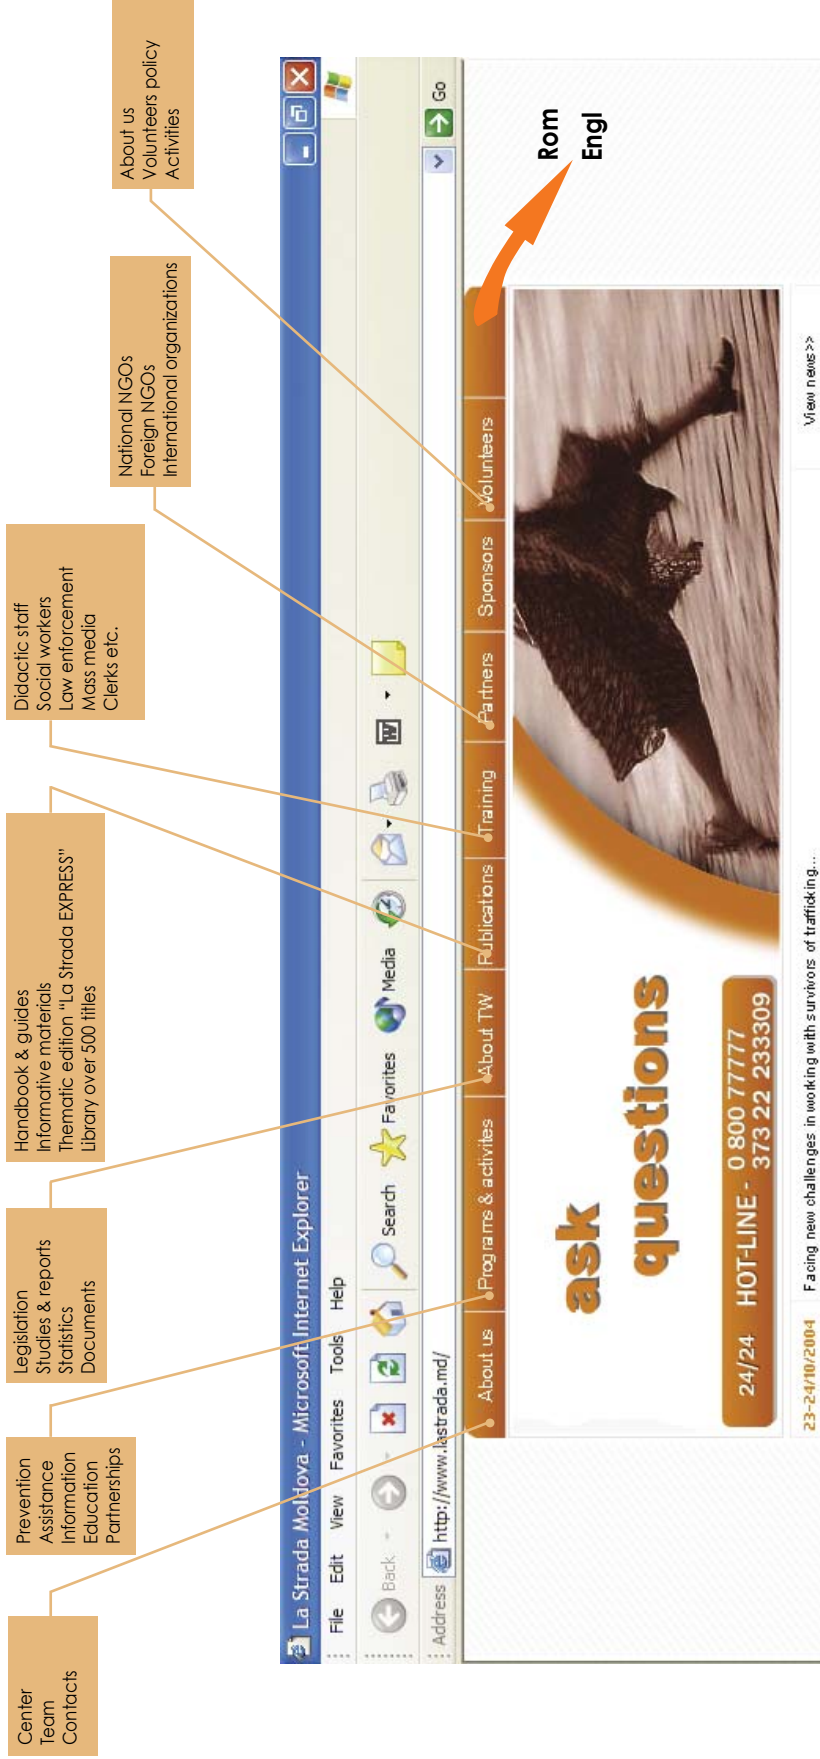 Center
Team
Contacts
Prevention
Assistance
Information
Education
Partnerships
Legislation
Studies & reports
Statistics
Documents
Handbook & guides
Informative materials
Thematic edition “La Strada EXPRESS”
Library over 500 titles
Didactic staff
Social workers
Law enforcement
Mass media
Clerks etc.
National NGOs
Foreign NGOs
International organizations
About us
Volunteers policy
Activities
La Strada Moldova - Microsoft Internet Explorer
File Edit View Favorites Tools Help
Back Search Favorites Media
Address http://www.lastrada.md/ Go
About us Programs & activites About TW Publications Training Partners Sponsors Volunteers
Rom
Engl
ask
questions
24/24 HOT-LINE - 0 800 77777
373 22 233309
23-24/10/2004 Facing new challenges in working with survivors of trafficking... View news>>